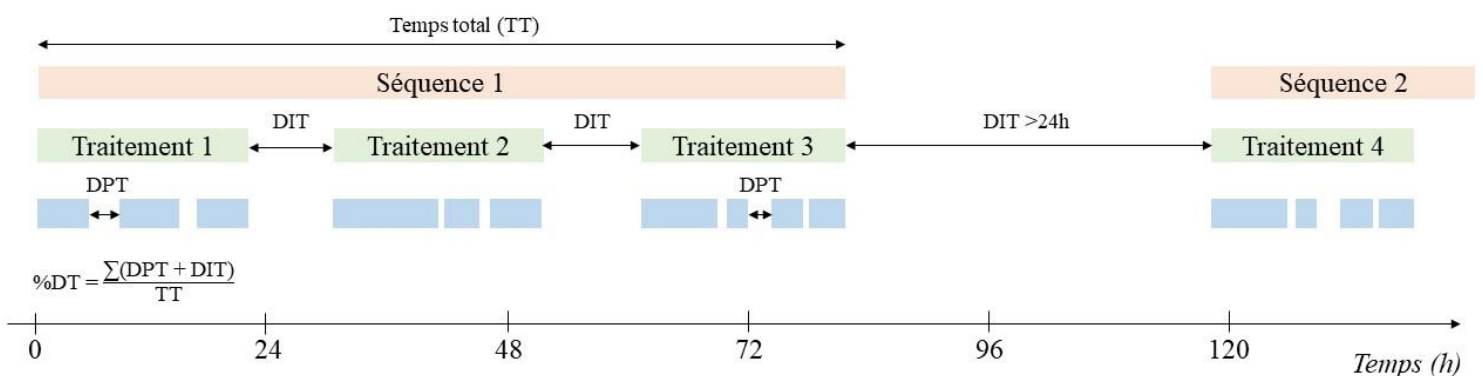 Temps total (TT)
Séquence 1
Séquence 2
DIT
DIT
DIT >24h
Traitement 1
Traitement 2
Traitement 3
Traitement 4
DPT
DPT
%DT = ∑(DPT + DIT)
TT
0
24
48
72
96
120
Temps (h)